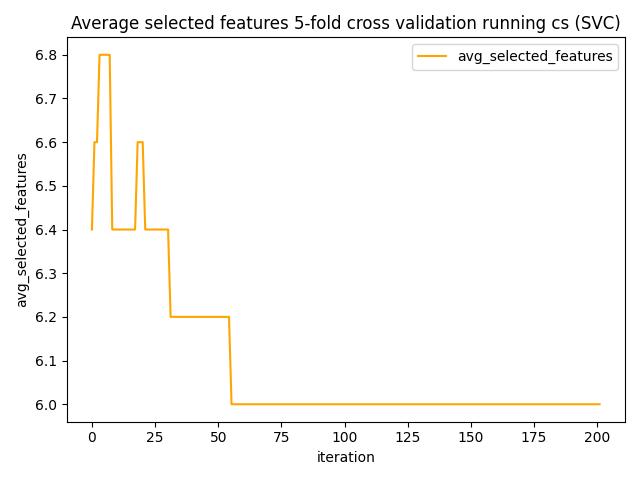 Average selected features 5-fold cross validation running cs (SVC)
avg_selected_features
6.8
6.7
6.6
6.5
6.4
6.3
6.2
6.1
6.0
avg_selected_features
0 25 50 75 100 125 150 175 200
iteration